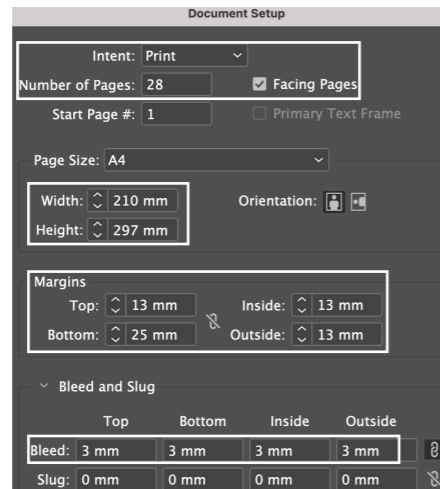 Document Setup
Intent: Print
Number of Pages: 28 Facing Pages
Start Page #: 1 Primary Text Frame
Page Size: A4
Width: 210 mm Orientation:
Height: 297 mm
Margins
Top: 13 mm Inside: 13 mm
Bottom: 25 mm Outside: 13 mm
Bleed and Slug
Top Bottom Inside Outside
Bleed: 3 mm 3 mm 3 mm 3 mm
Slug: 0 mm 0 mm 0 mm 0 mm